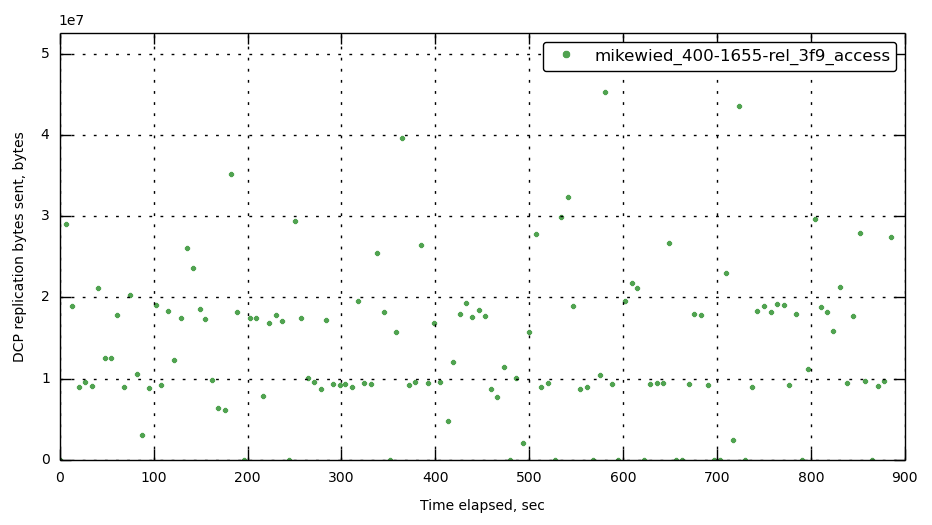 1e7
5
4
3
2
1
0
DCP replication bytes sent, bytes
mikewied_400-1655-rel_3f9_access
0 100 200 300 400 500 600 700 800 900
Time elapsed, sec